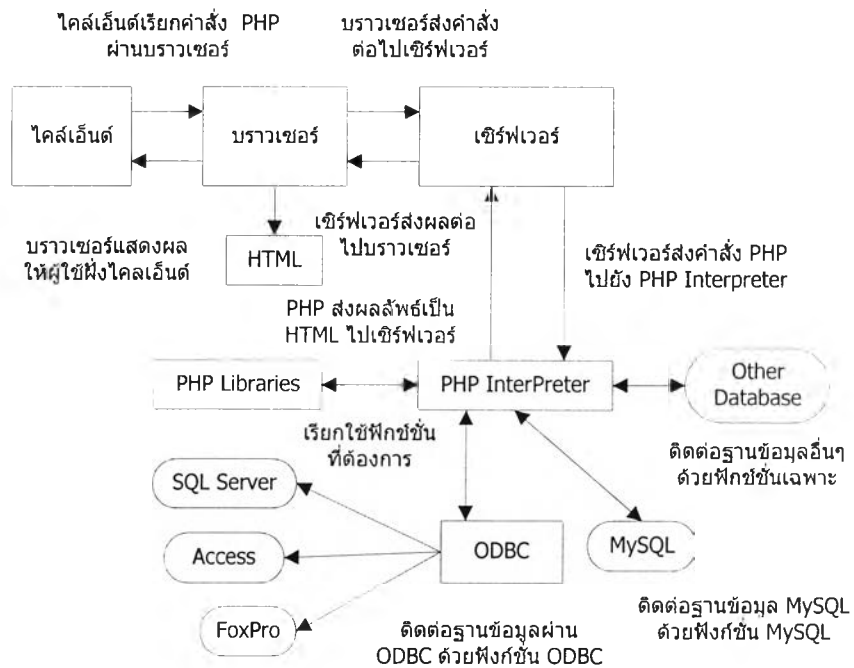 ไคล์เอ็นต์เรียกคำสั่ง PHP
ผ่านบราวเซอร์
บราวเซอร์ส่งคำสั่ง
ต่อไปเซิร์ฟเวอร์
ไคล์เอ็นต์
บราวเซอร์
เซิร์ฟเวอร์
บราวเซอร์แสดงผล
ให้ผู้ใช้ฝั่งไคลเอ็นต์
HTML
เซิร์ฟเวอร์ส่งผลต่อ
ไปบราวเซอร์
เซิร์ฟเวอร์ส่งคำสั่ง PHP
ไปยัง PHP Interpreter
PHP ส่งผลลัพธ์เป็น
HTML ไปเซิร์ฟเวอร์
PHP Libraries
PHP InterPreter
Other
Database
เรียกใช้ฟักช์ชั่น
ที่ต้องการ
ติดต่อฐานข้อมูลอื่นๆ
ด้วยฟักช์ชั่นเฉพาะ
SQL Server
Access
FoxPro
ODBC
MySQL
ติดต่อฐานข้อมูลผ่าน
ODBC ด้วยฟังก์ชั่น ODBC
ติดต่อฐานข้อมูล MySQL
ด้วยฟังก์ชั่น MySQL